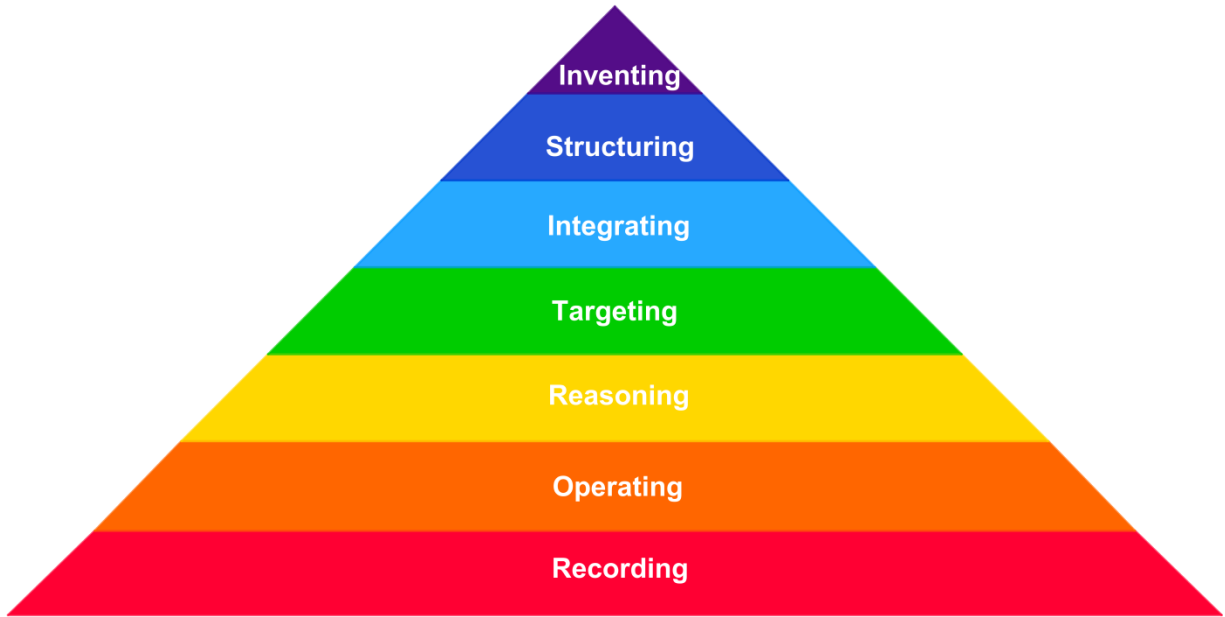 Inventing
Structuring
Integrating
Targeting
Reasoning
Operating
Recording